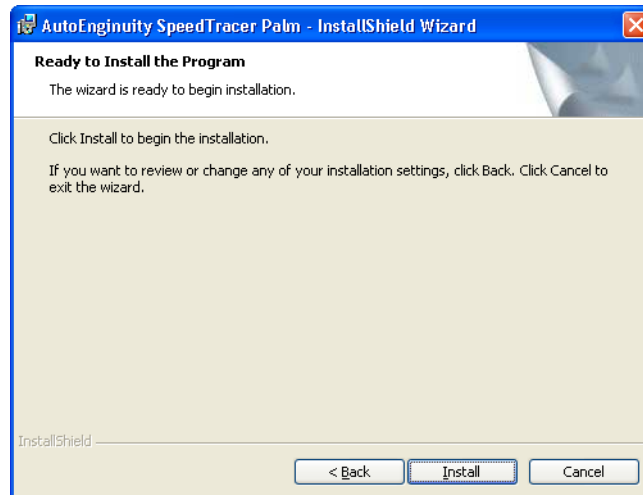 AutoEnginuity SpeedTracer Palm - InstallShield Wizard
Ready to Install the Program
The wizard is ready to begin installation.
Click Install to begin the installation.
If you want to review or change any of your installation settings, click Back. Click Cancel to
exit the wizard.
InstallShield
< Back Install Cancel